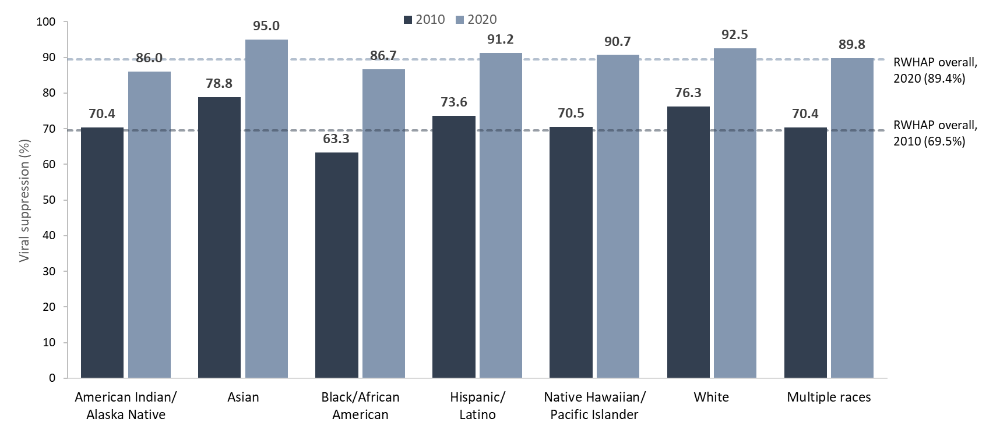 2010 2020
100
90
80
70
60
50
40
30
20
10
0
Viral suppression (%)
70.4
86.0
78.8
95.0
63.3
86.7
73.6
91.2
70.5
90.7
76.3
92.5
70.4
89.8
RWHAP overall,
2020 (89.4%)
RWHAP overall,
2010 (69.5%)
American Indian/
Alaska Native
Asian
Black/African
American
Hispanic/
Latino
Native Hawaiian/
Pacific Islander
White
Multiple races